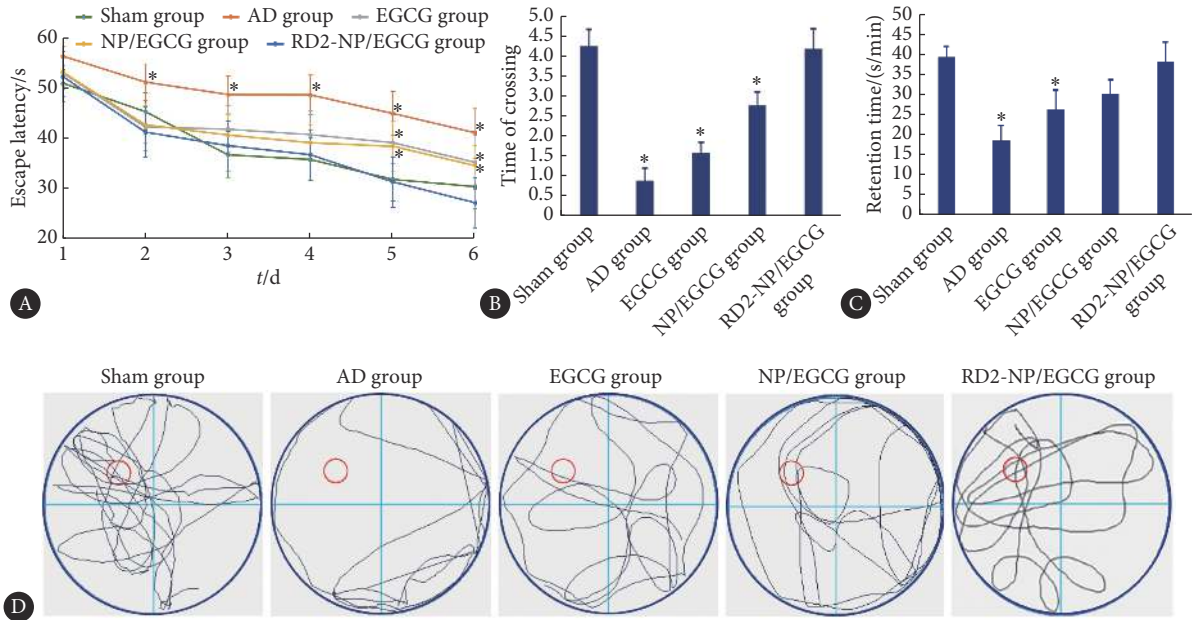 Sham group AD group EGCG group
NP/EGCG group RD2-NP/EGCG group
Escape latency/s
60
50
40
30
20
* * * * *
*
*
*
*
1 2 3 4 5 6
t/d
A
Time of crossing
5.0
4.5
4.0
3.5
3.0
2.5
2.0
1.5
1.0
0.5
0
* * *
Sham group
AD group
EGCG group
NP/EGCG group
RD2-NP/EGCG
group
B
Retention time/(s/min)
50
45
40
35
30
25
20
15
10
5
0
* *
Sham group
AD group
EGCG group
NP/EGCG group
RD2-NP/EGCG
group
C
Sham group AD group EGCG group NP/EGCG group RD2-NP/EGCG group
D